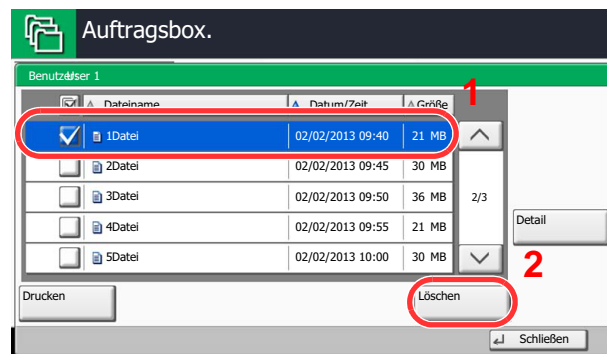 Auftragsbox.
Benutzer User 1
1
Dateiname Datum/Zeit Größe
1Datei 02/02/2013 09:40 21 MB
2Datei 02/02/2013 09:45 30 MB
3Datei 02/02/2013 09:50 36 MB 2/3
4Datei 02/02/2013 09:55 21 MB
Detail
5Datei 02/02/2013 10:00 30 MB
2
Drucken Löschen
Schließen